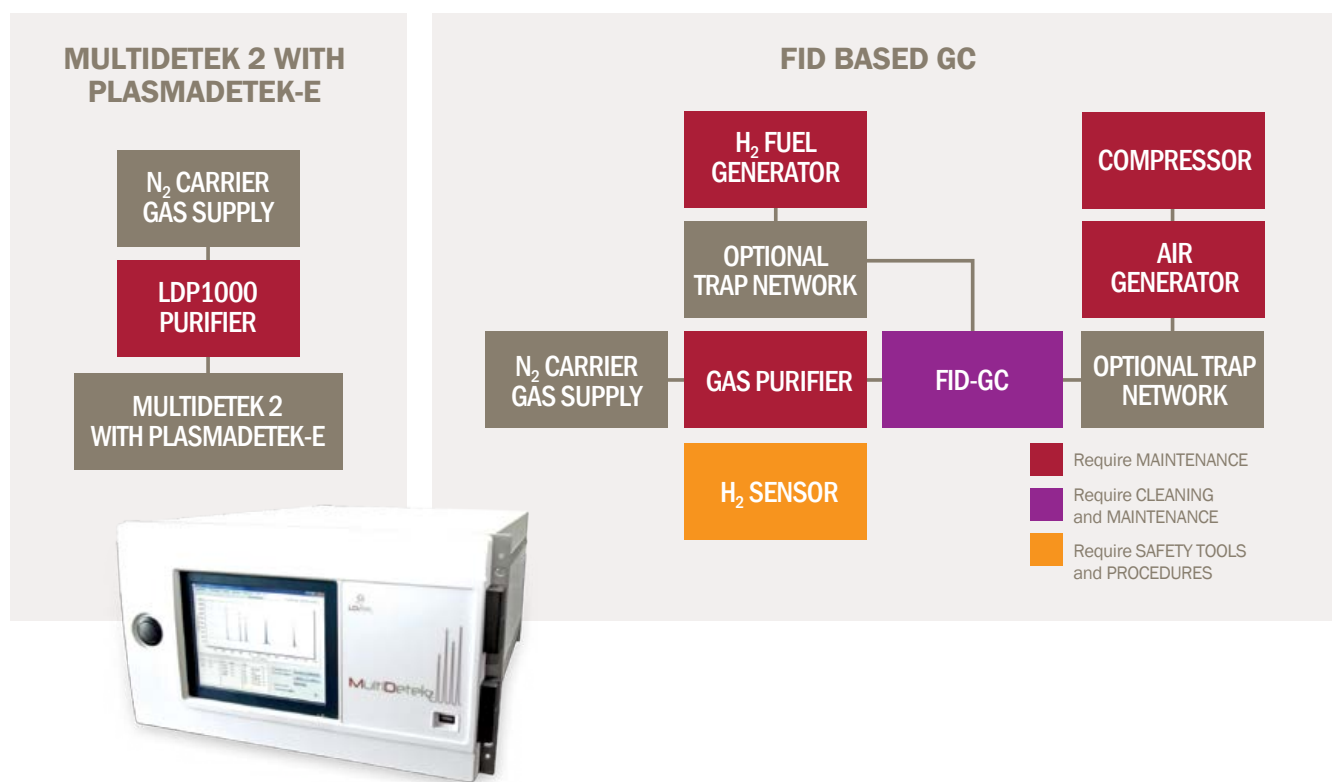 MULTIDETEK 2 WITH
PLASMADETEK-E
N₂ CARRIER
GAS SUPPLY
LDP1000
PURIFIER
MULTIDETEK 2
WITH PLASMADETEK-E
FID BASED GC
H₂ FUEL
GENERATOR
COMPRESSOR
OPTIONAL
TRAP NETWORK
AIR
GENERATOR
N₂ CARRIER
GAS SUPPLY
GAS PURIFIER
FID-GC
OPTIONAL TRAP
NETWORK
H₂ SENSOR
Require MAINTENANCE
Require CLEANING
and MAINTENANCE
Require SAFETY TOOLS
and PROCEDURES
MultiDetek2